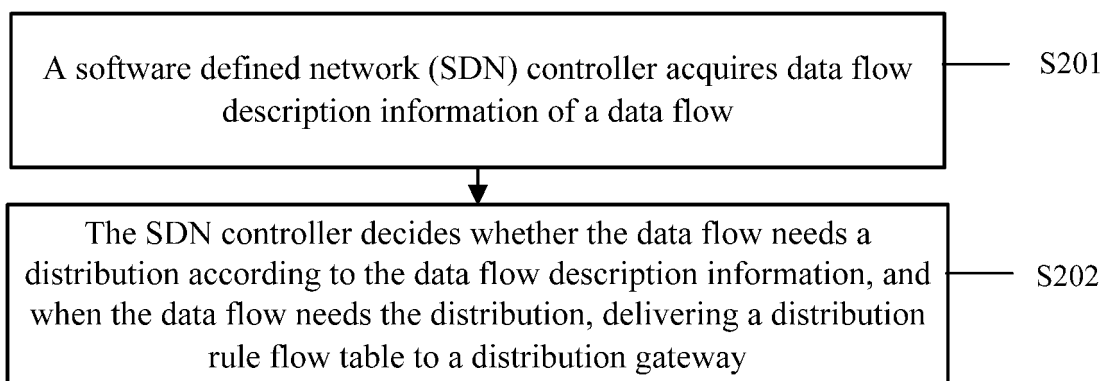 A software defined network (SDN) controller acquires data flow
description information of a data flow
S201
The SDN controller decides whether the data flow needs a
distribution according to the data flow description information, and
when the data flow needs the distribution, delivering a distribution
rule flow table to a distribution gateway
S202